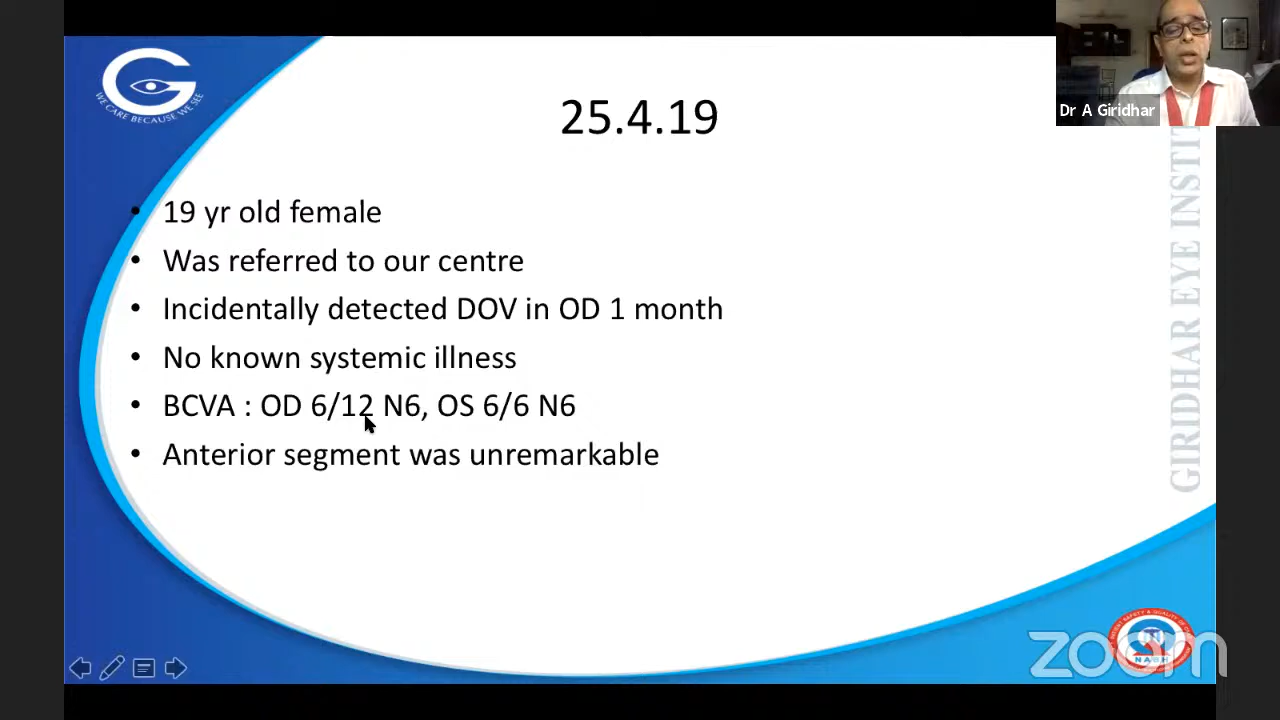 WE CARE BECAUSE WE SEE
25.4.19
Dr A Giridhar
• 19 yr old female
• Was referred to our centre
• Incidentally detected DOV in OD 1 month
• No known systemic illness
• BCVA : OD 6/12 N6, OS 6/6 N6
• Anterior segment was unremarkable
GIRIDHAR EYE INSTIT
zoom
NABH